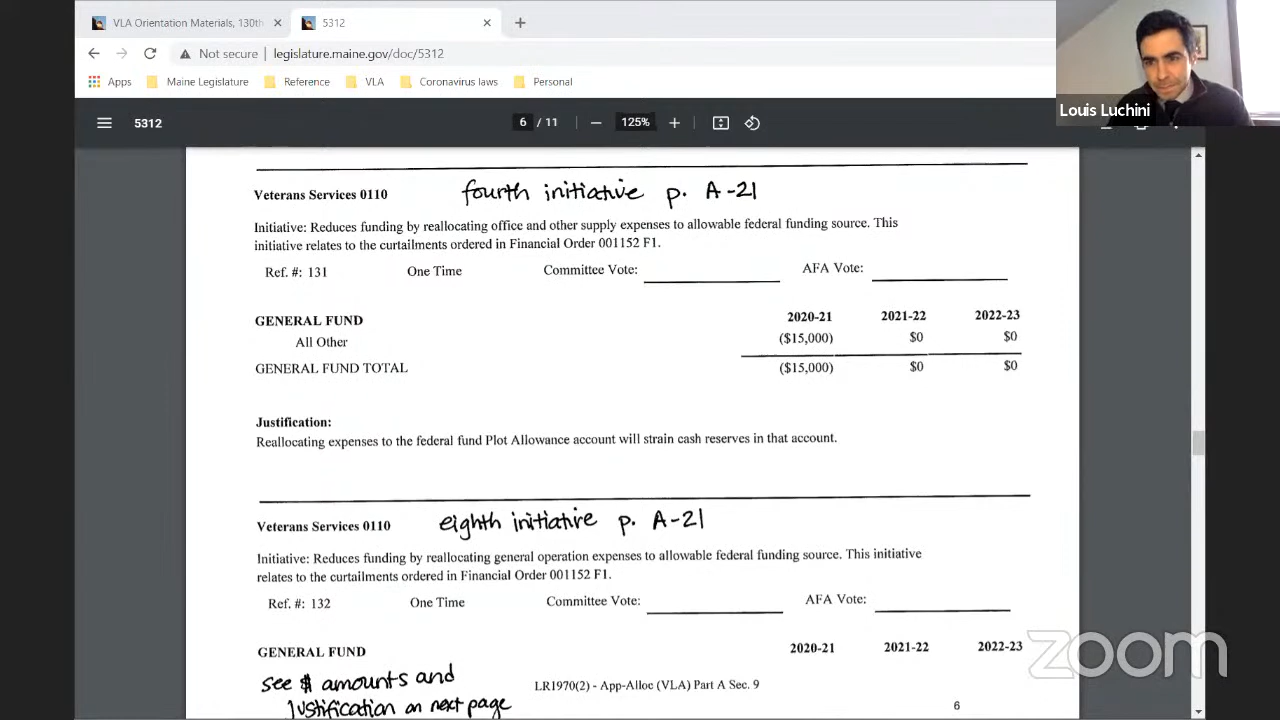 VLA Orientation Materials, 130th
5312
Not secure | legislature.maine.gov/doc/5312
Apps Maine Legislature Reference VLA Coronavirus laws Personal
5312 6 / 11 125%
Louis Luchini
Veterans Services 0110 fourth initiative p. A-21
Initiative: Reduces funding by reallocating office and other supply expenses to allowable federal funding source. This
initiative relates to the curtailments ordered in Financial Order 001152 F1.
Ref. #: 131 One Time Committee Vote: AFA Vote:
GENERAL FUND 2020-21 2021-22 2022-23
All Other ($15,000) $0 $0
GENERAL FUND TOTAL ($15,000) $0 $0
Justification:
Reallocating expenses to the federal fund Plot Allowance account will strain cash reserves in that account.
Veterans Services 0110 eighth initiative p. A-21
Initiative: Reduces funding by reallocating general operation expenses to allowable federal funding source. This initiative
relates to the curtailments ordered in Financial Order 001152 F1.
Ref. #: 132 One Time Committee Vote: AFA Vote:
GENERAL FUND 2020-21 2021-22 2022-23
see $ amounts and
justification on next page
LR1970(2) - App-Alloc (VLA) Part A Sec. 9
6
zoom